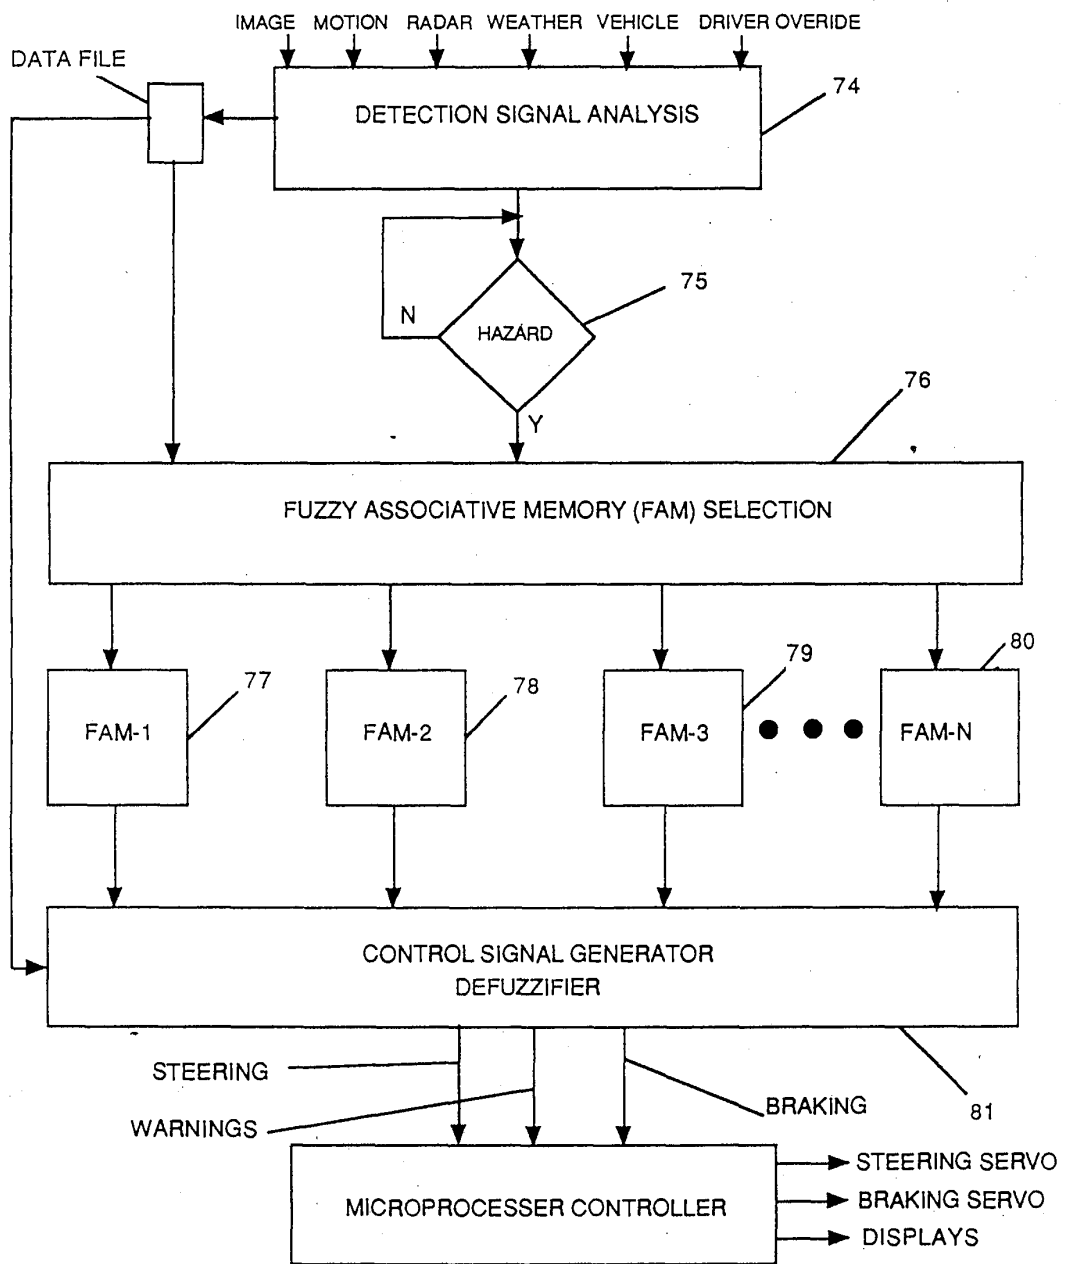 IMAGE MOTION RADAR WEATHER VEHICLE DRIVER OVERIDE
DATA FILE
74
DETECTION SIGNAL ANALYSIS
75
N
HAZARD
Y
76
FUZZY ASSOCIATIVE MEMORY (FAM) SELECTION
77
78
79
80
FAM-1
FAM-2
FAM-3
FAM-N
CONTROL SIGNAL GENERATOR
DEFUZZIFIER
STEERING
WARNINGS
BRAKING
81
MICROPROCESSER CONTROLLER
STEERING SERVO
BRAKING SERVO
DISPLAYS